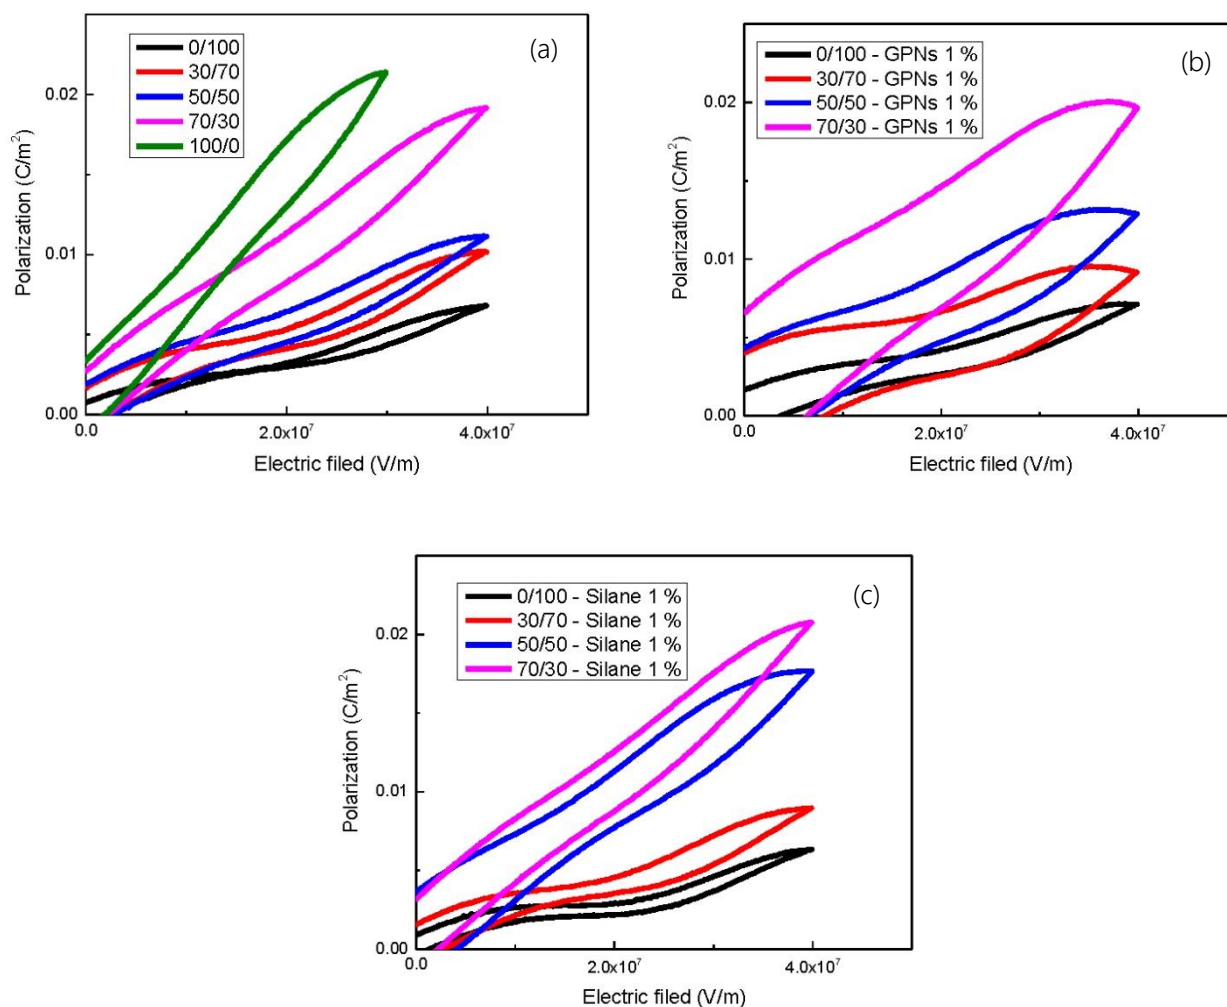 (a)
0/100
30/70
50/50
70/30
100/0
Polarization (C/m²)
0.02
0.01
0.00
0.0
2.0x10⁷
4.0x10⁷
Electric filed (V/m)
(b)
0/100 - GPNs 1 %
30/70 - GPNs 1 %
50/50 - GPNs 1 %
70/30 - GPNs 1 %
Polarization (C/m²)
0.02
0.01
0.00
0.0
2.0x10⁷
4.0x10⁷
Electric filed (V/m)
(c)
0/100 - Silane 1 %
30/70 - Silane 1 %
50/50 - Silane 1 %
70/30 - Silane 1 %
Polarization (C/m²)
0.02
0.01
0.00
0.0
2.0x10⁷
4.0x10⁷
Electric filed (V/m)